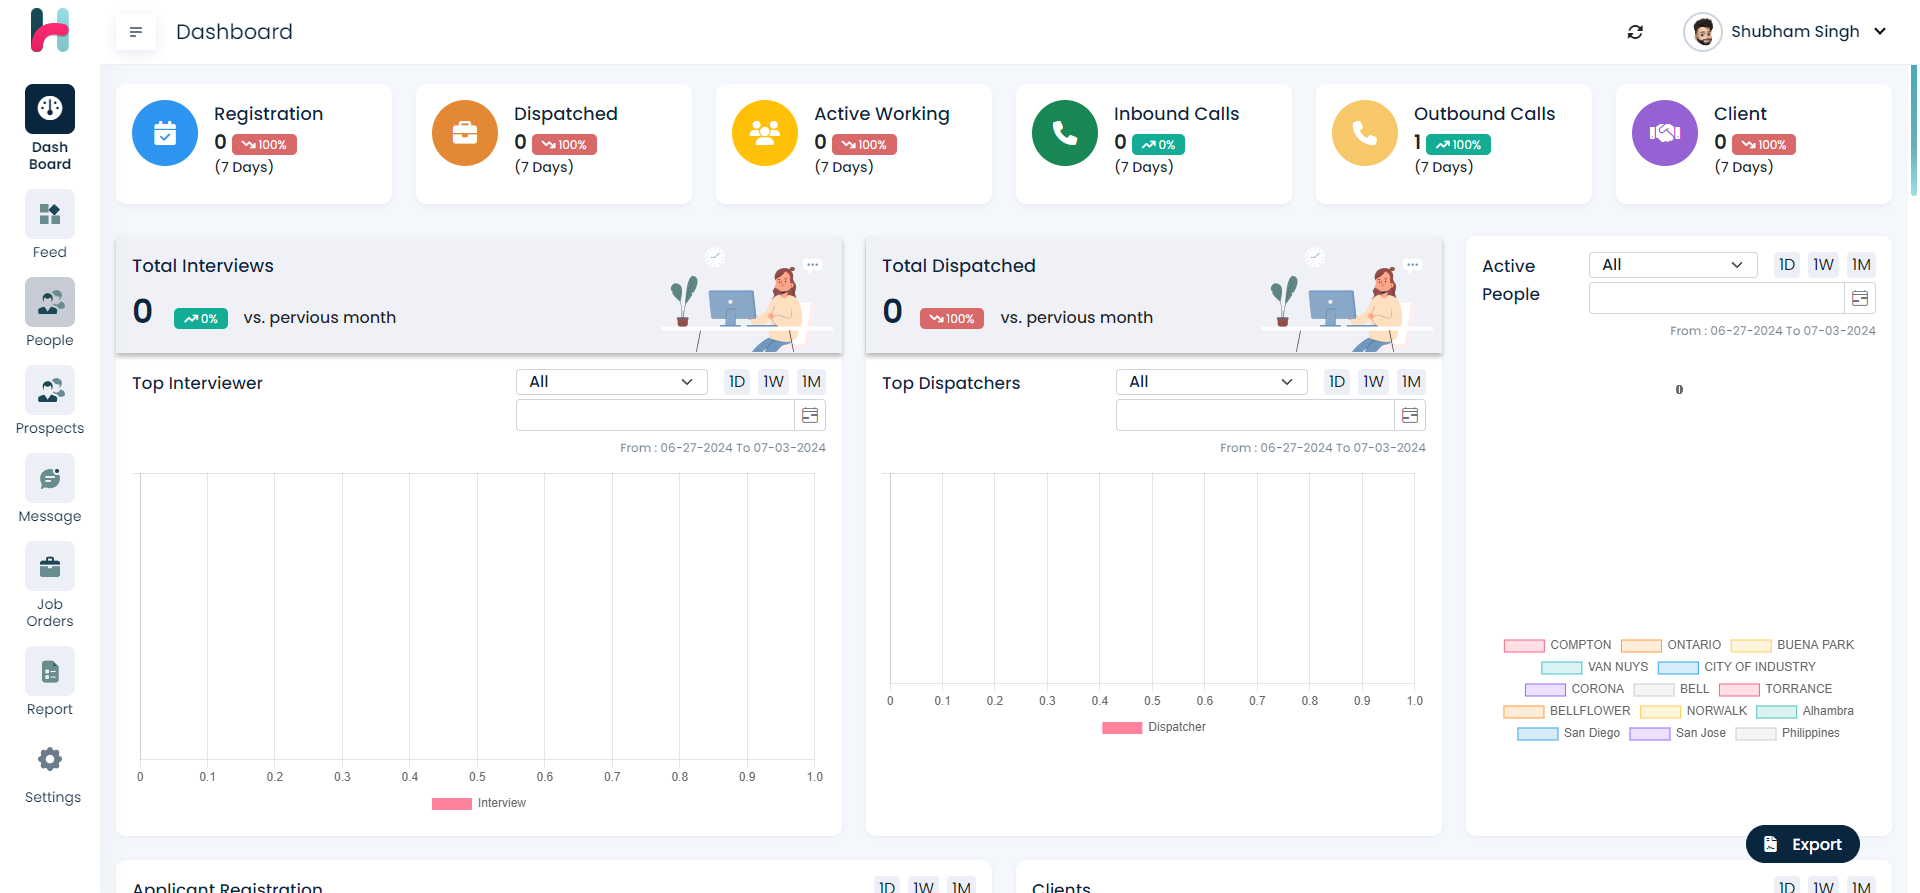 Dashboard
Shubham Singh
Dash
Board
Feed
People
Prospects
Message
Job
Orders
Report
Settings
Registration
0 100%
(7 Days)
Dispatched
0 100%
(7 Days)
Active Working
0 100%
(7 Days)
Inbound Calls
0 0%
(7 Days)
Outbound Calls
1 100%
(7 Days)
Client
0 100%
(7 Days)
Total Interviews
0 0% vs. pervious month
Top Interviewer
All 1D 1W 1M
From : 06-27-2024 To 07-03-2024
0 0.1 0.2 0.3 0.4 0.5 0.6 0.7 0.8 0.9 1.0
Interview
Total Dispatched
0 100% vs. pervious month
Top Dispatchers
All 1D 1W 1M
From : 06-27-2024 To 07-03-2024
0 0.1 0.2 0.3 0.4 0.5 0.6 0.7 0.8 0.9 1.0
Dispatcher
Active
People
All 1D 1W 1M
From : 06-27-2024 To 07-03-2024
0
COMPTON ONTARIO BUENA PARK
VAN NUYS CITY OF INDUSTRY
CORONA BELL TORRANCE
BELLFLOWER NORWALK Alhambra
San Diego San Jose Philippines
Export
Applicant Registration 1D 1W 1M
Clients 1D 1W 1M